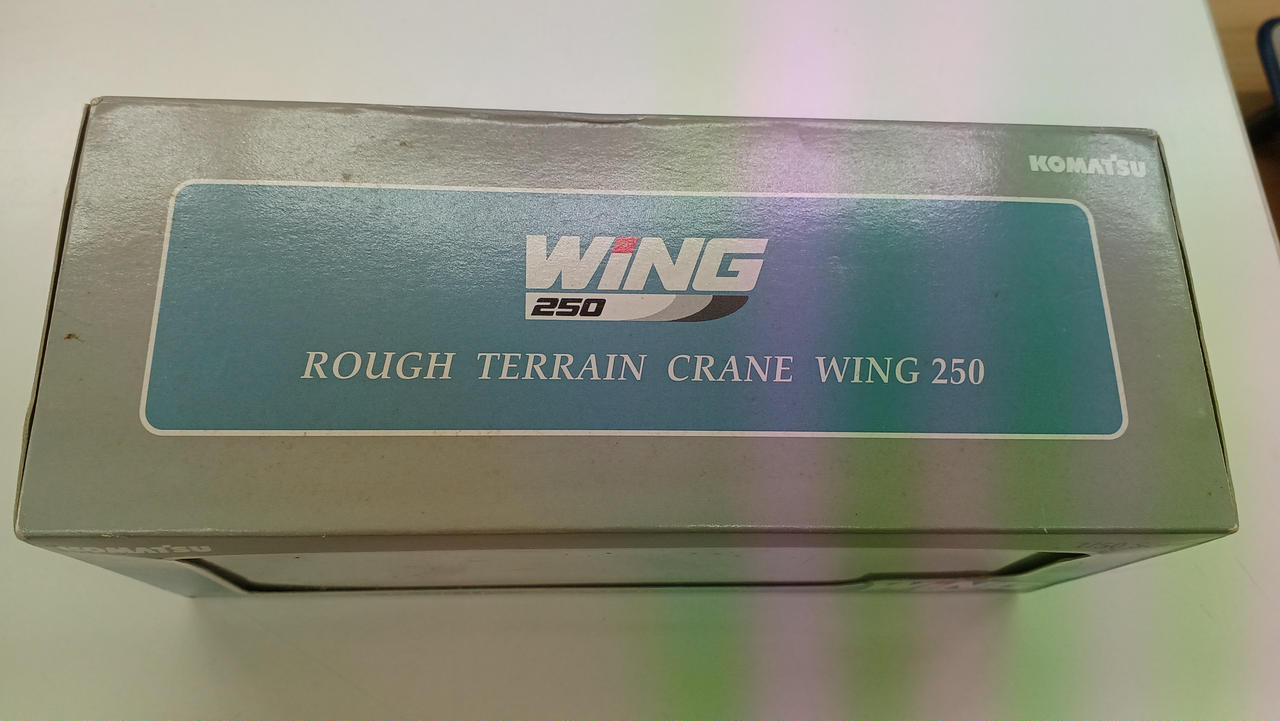 KOMATSU
WiNG
250
ROUGH TERRAIN CRANE WING 250
KOMATSU